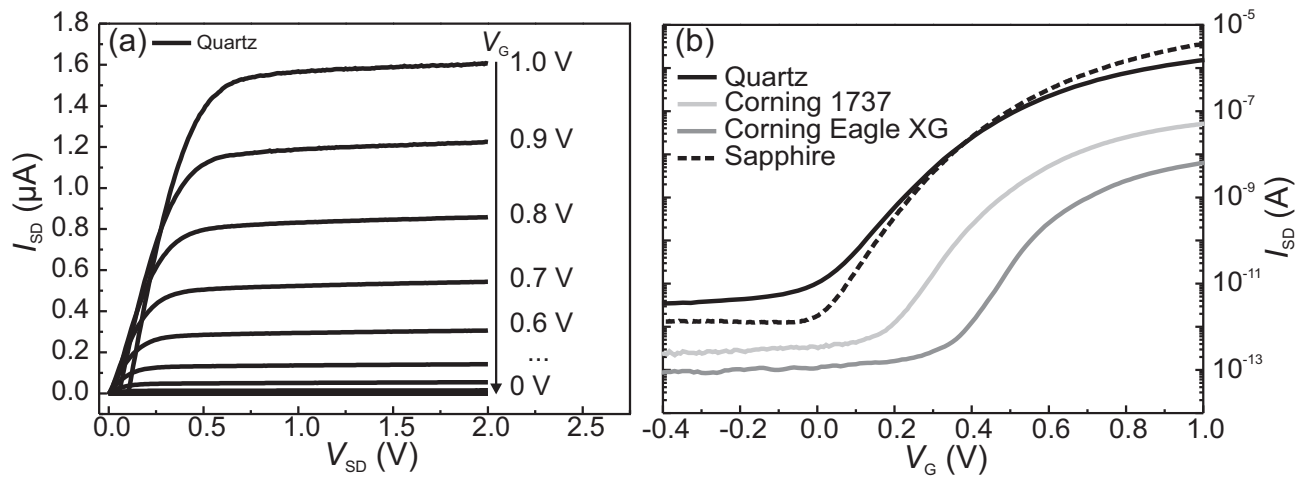 (a)
Quartz
V_G
1.0 V
0.9 V
0.8 V
0.7 V
0.6 V
...
0 V
1.8
1.6
1.4
1.2
1.0
0.8
0.6
0.4
0.2
0.0
I_SD (µA)
0.0 0.5 1.0 1.5 2.0 2.5
V_SD (V)
(b)
Quartz
Corning 1737
Corning Eagle XG
Sapphire
10⁻⁵
10⁻⁷
10⁻⁹
10⁻¹¹
10⁻¹³
I_SD (A)
-0.4 -0.2 0.0 0.2 0.4 0.6 0.8 1.0
V_G (V)